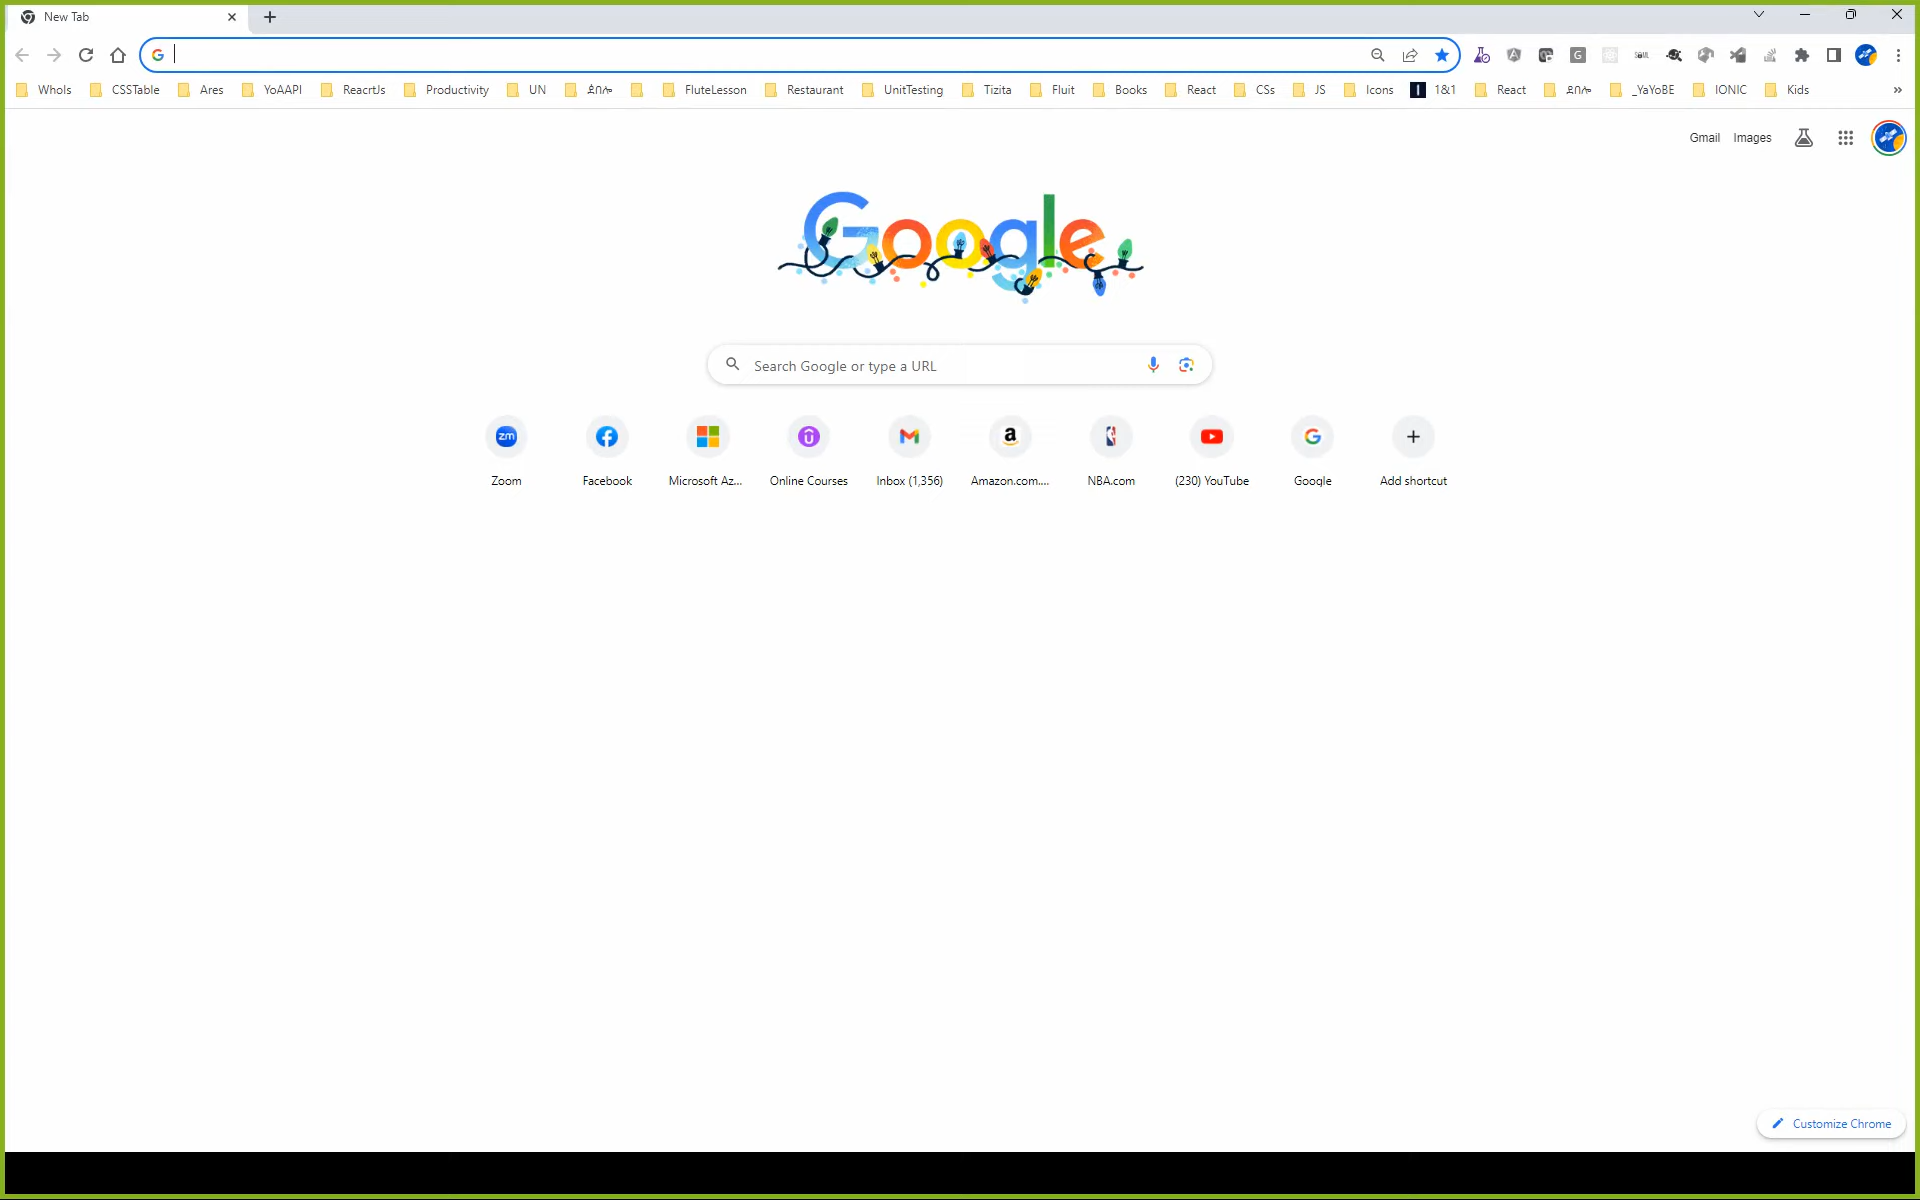 New Tab
WhoIs CSSTable Ares YoAAPI ReacrtJs Productivity UN FluteLesson Restaurant UnitTesting Tizita Fluit Books React CSs JS Icons 1&1 React _YaYoBE IONIC Kids
Gmail Images
Google
Search Google or type a URL
Zoom Facebook Microsoft Az... Online Courses Inbox (1,356) Amazon.com.... NBA.com (230) YouTube Google Add shortcut
Customize Chrome